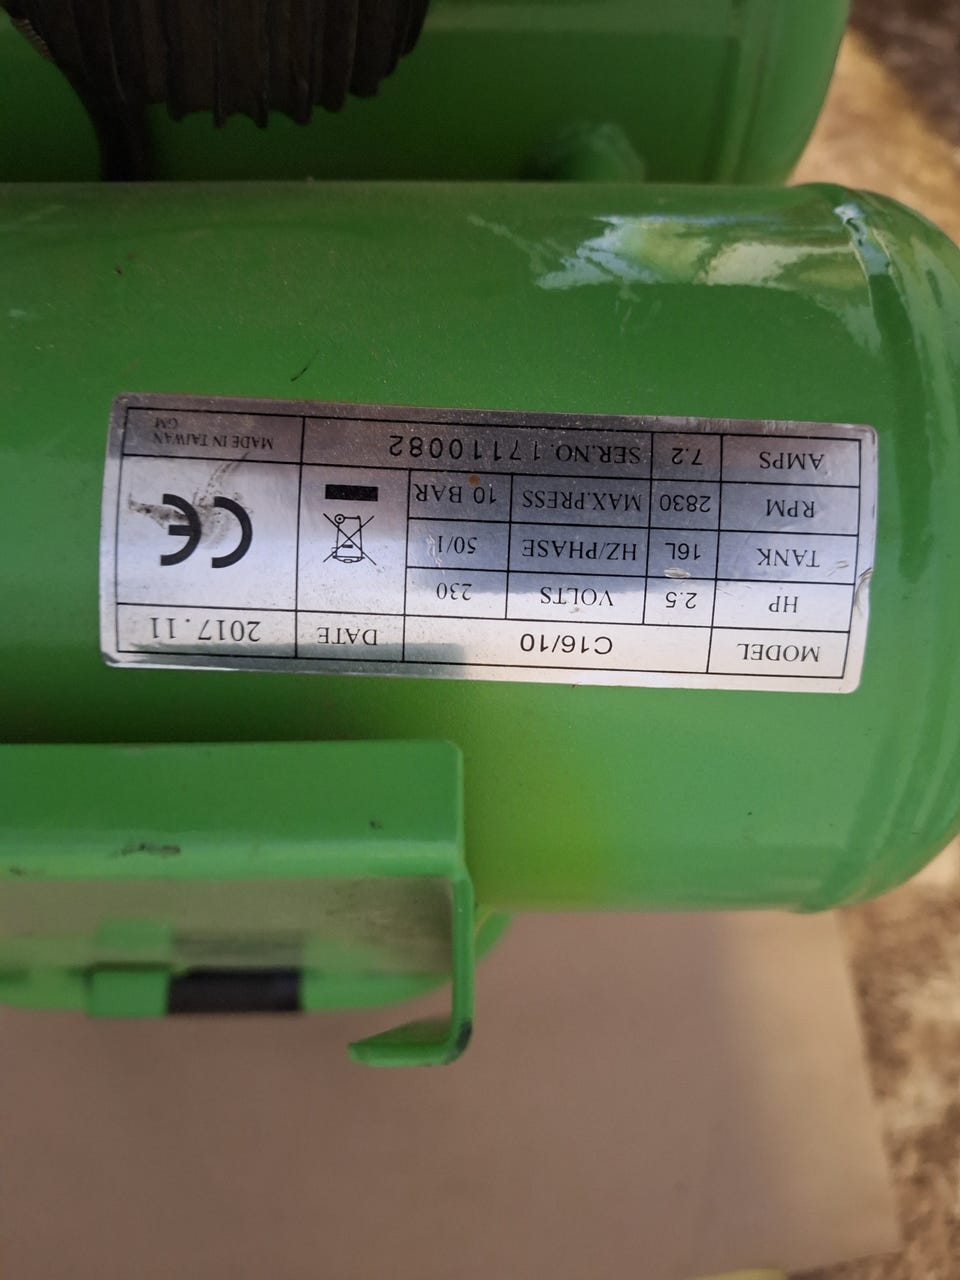 MODEL C16/10 DATE 2017.11
HP 2.5 VOLTS 230
TANK 16L HZ/PHASE 50/1
RPM 2830 MAX.PRESS 10 BAR
AMPS 7.2 SER.NO.17110082
CE
MADE IN TAIWAN
GM